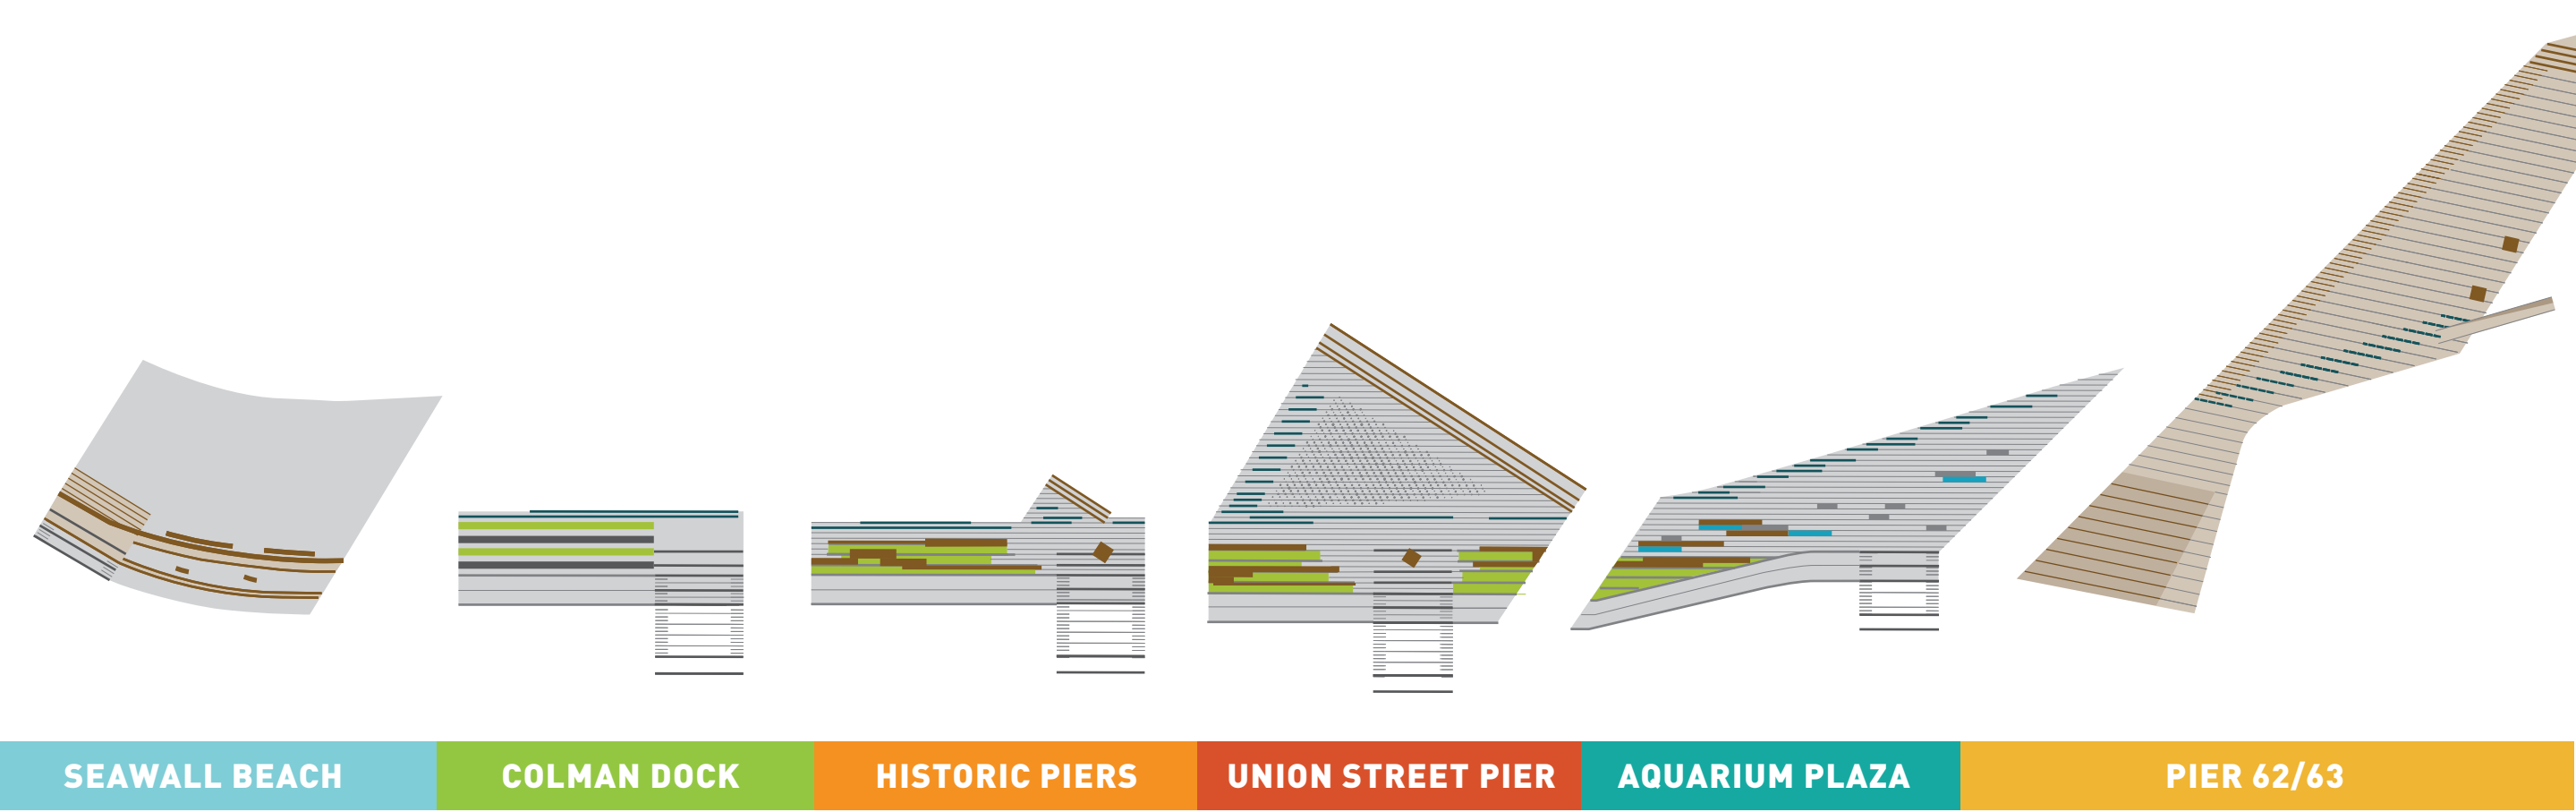 SEAWALL BEACH
COLMAN DOCK
HISTORIC PIERS
UNION STREET PIER
AQUARIUM PLAZA
PIER 62/63